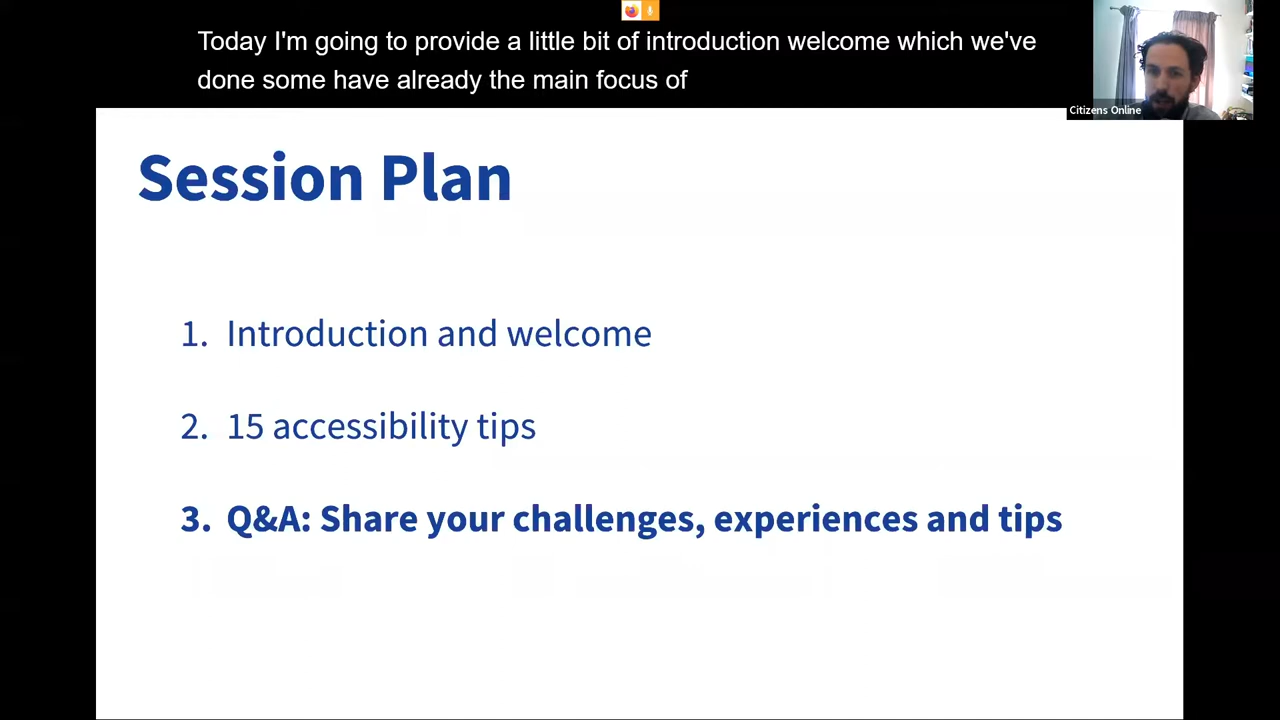 Today I'm going to provide a little bit of introduction welcome which we've
done some have already the main focus of
Citizens Online
Session Plan
1. Introduction and welcome
2. 15 accessibility tips
3. Q&A: Share your challenges, experiences and tips